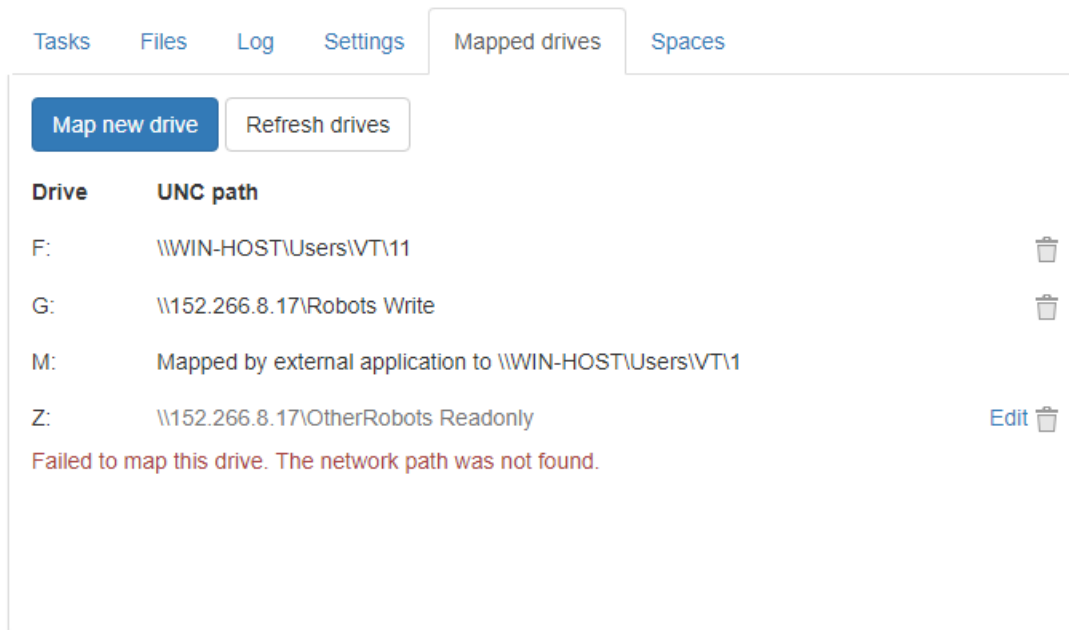 Tasks Files Log Settings Mapped drives Spaces
Map new drive Refresh drives
Drive UNC path
F: \\WIN-HOST\Users\VT\11
G: \\152.266.8.17\Robots Write
M: Mapped by external application to \\WIN-HOST\Users\VT\1
Z: \\152.266.8.17\OtherRobots Readonly Edit
Failed to map this drive. The network path was not found.